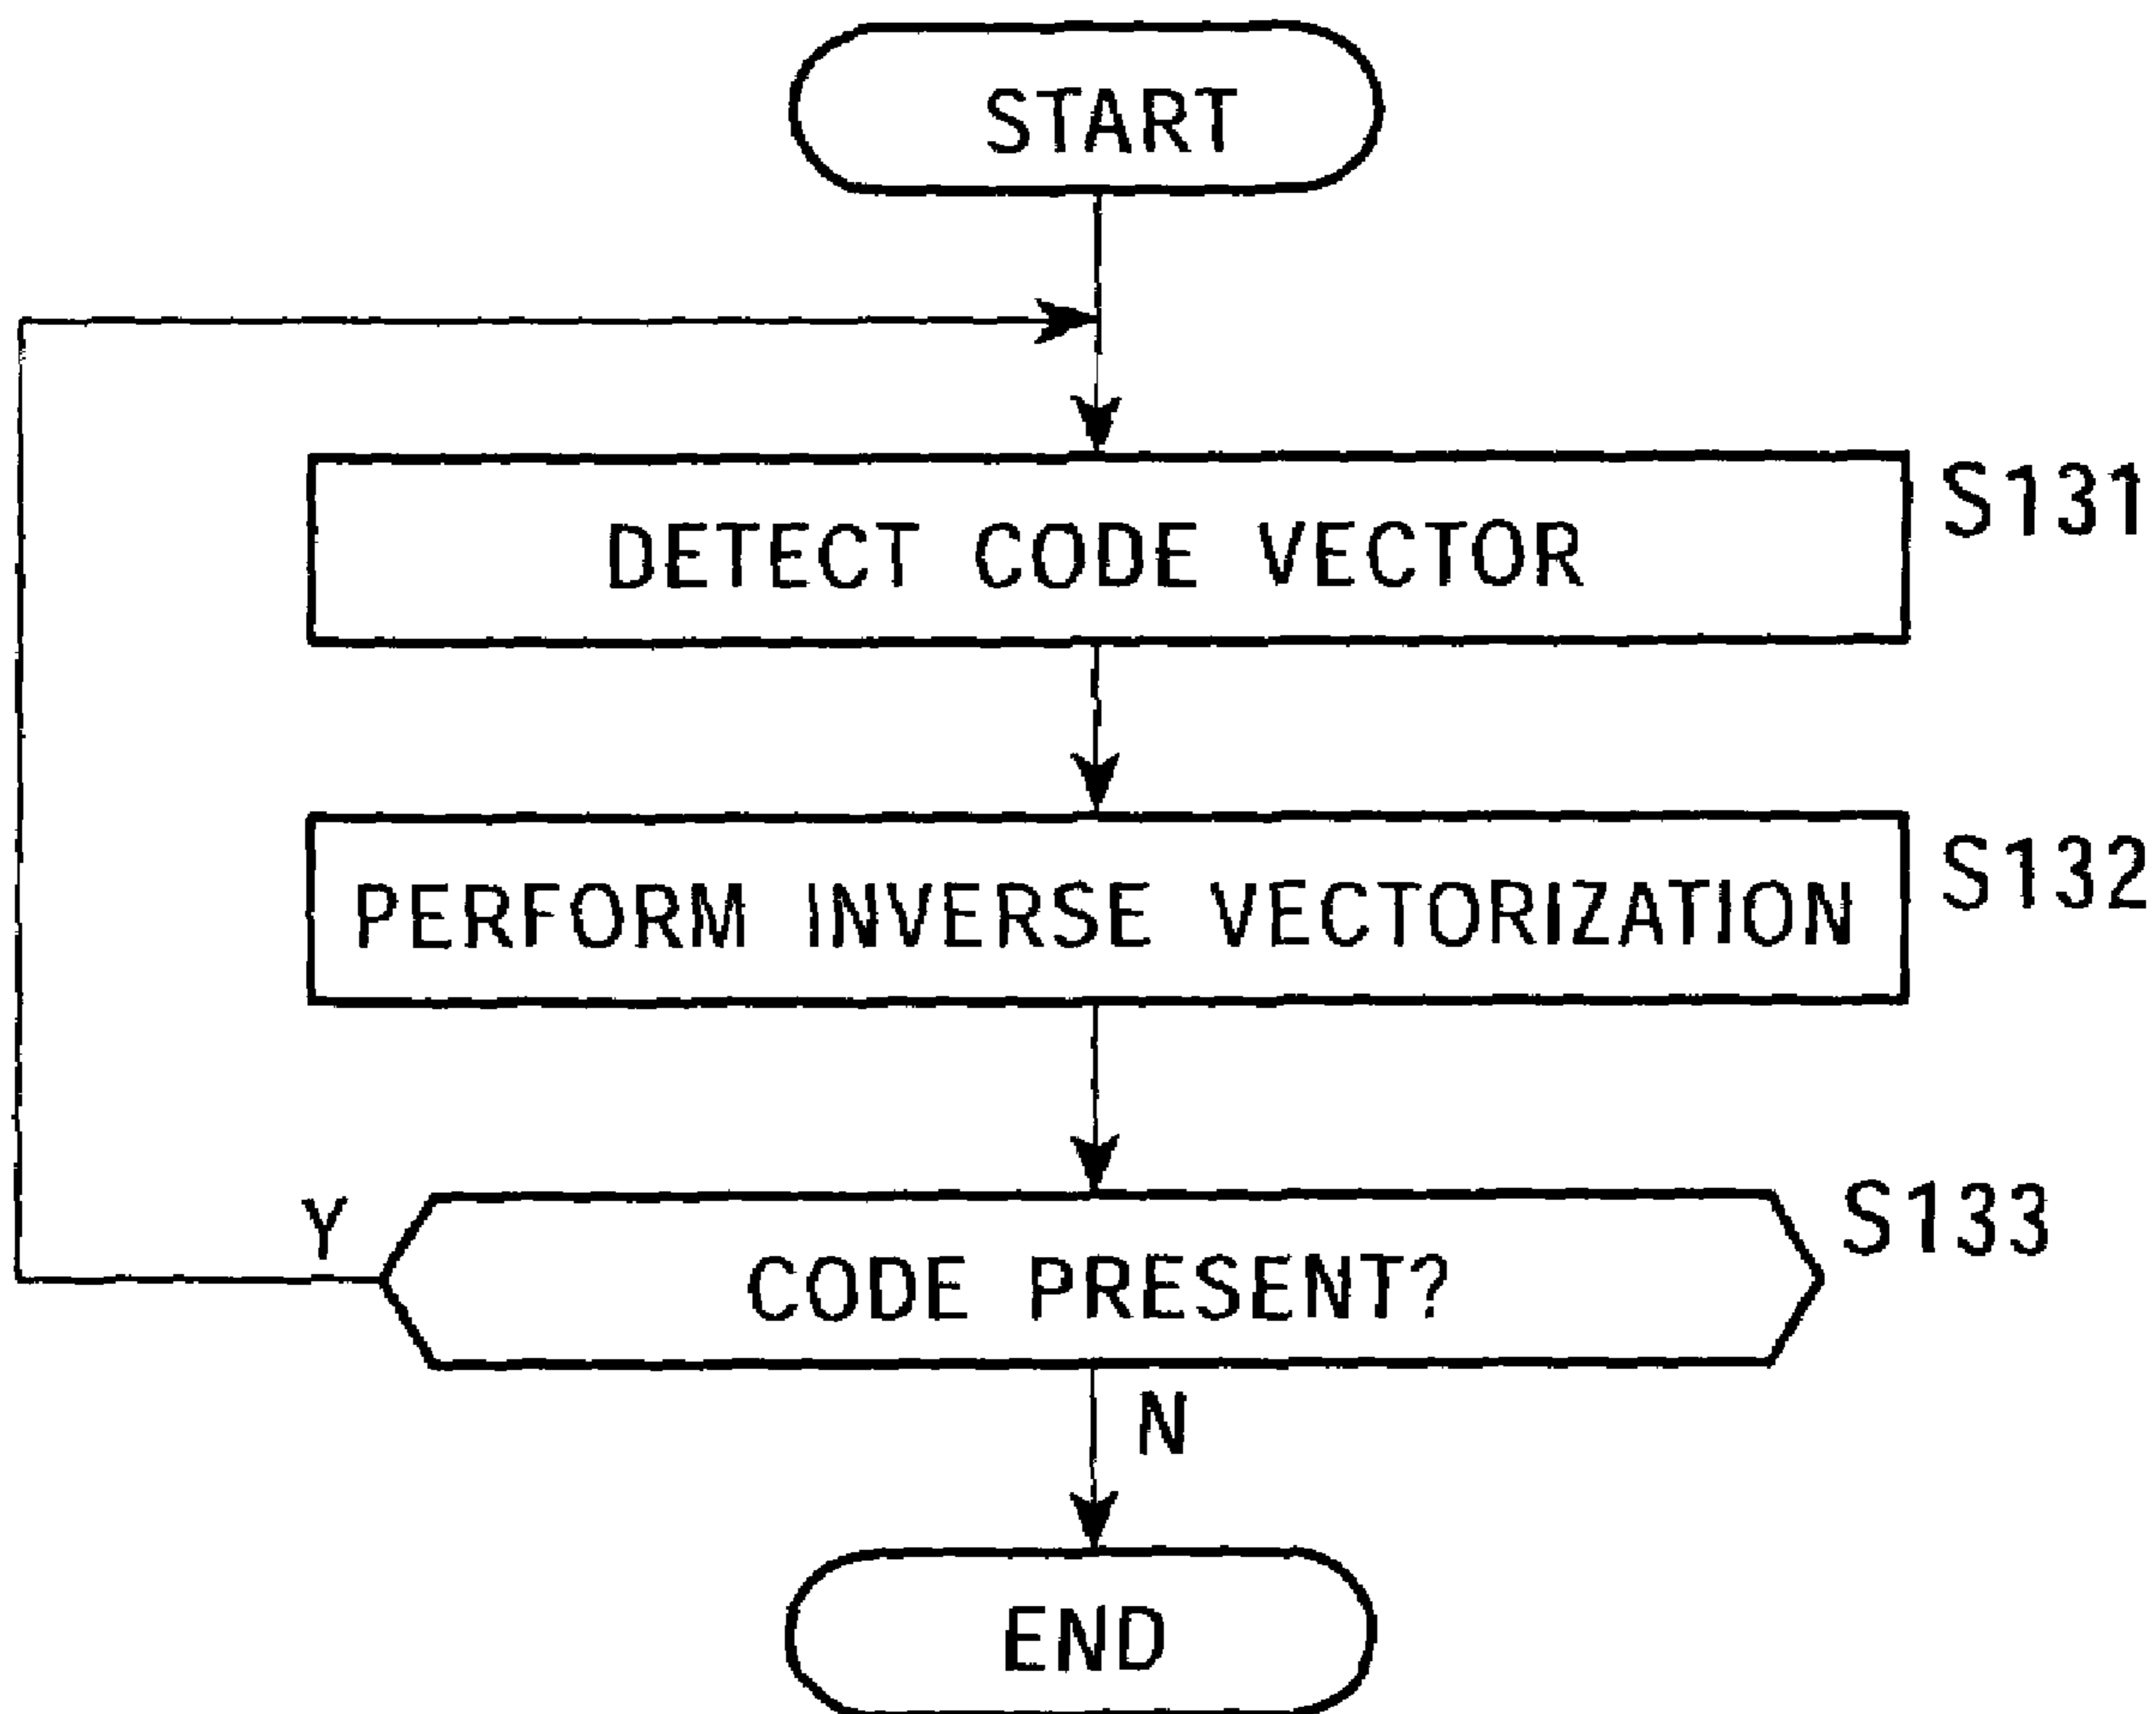 START
DETECT CODE VECTOR
S131
PERFORM INVERSE VECTORIZATION
S132
Y
CODE PRESENT?
S133
N
END